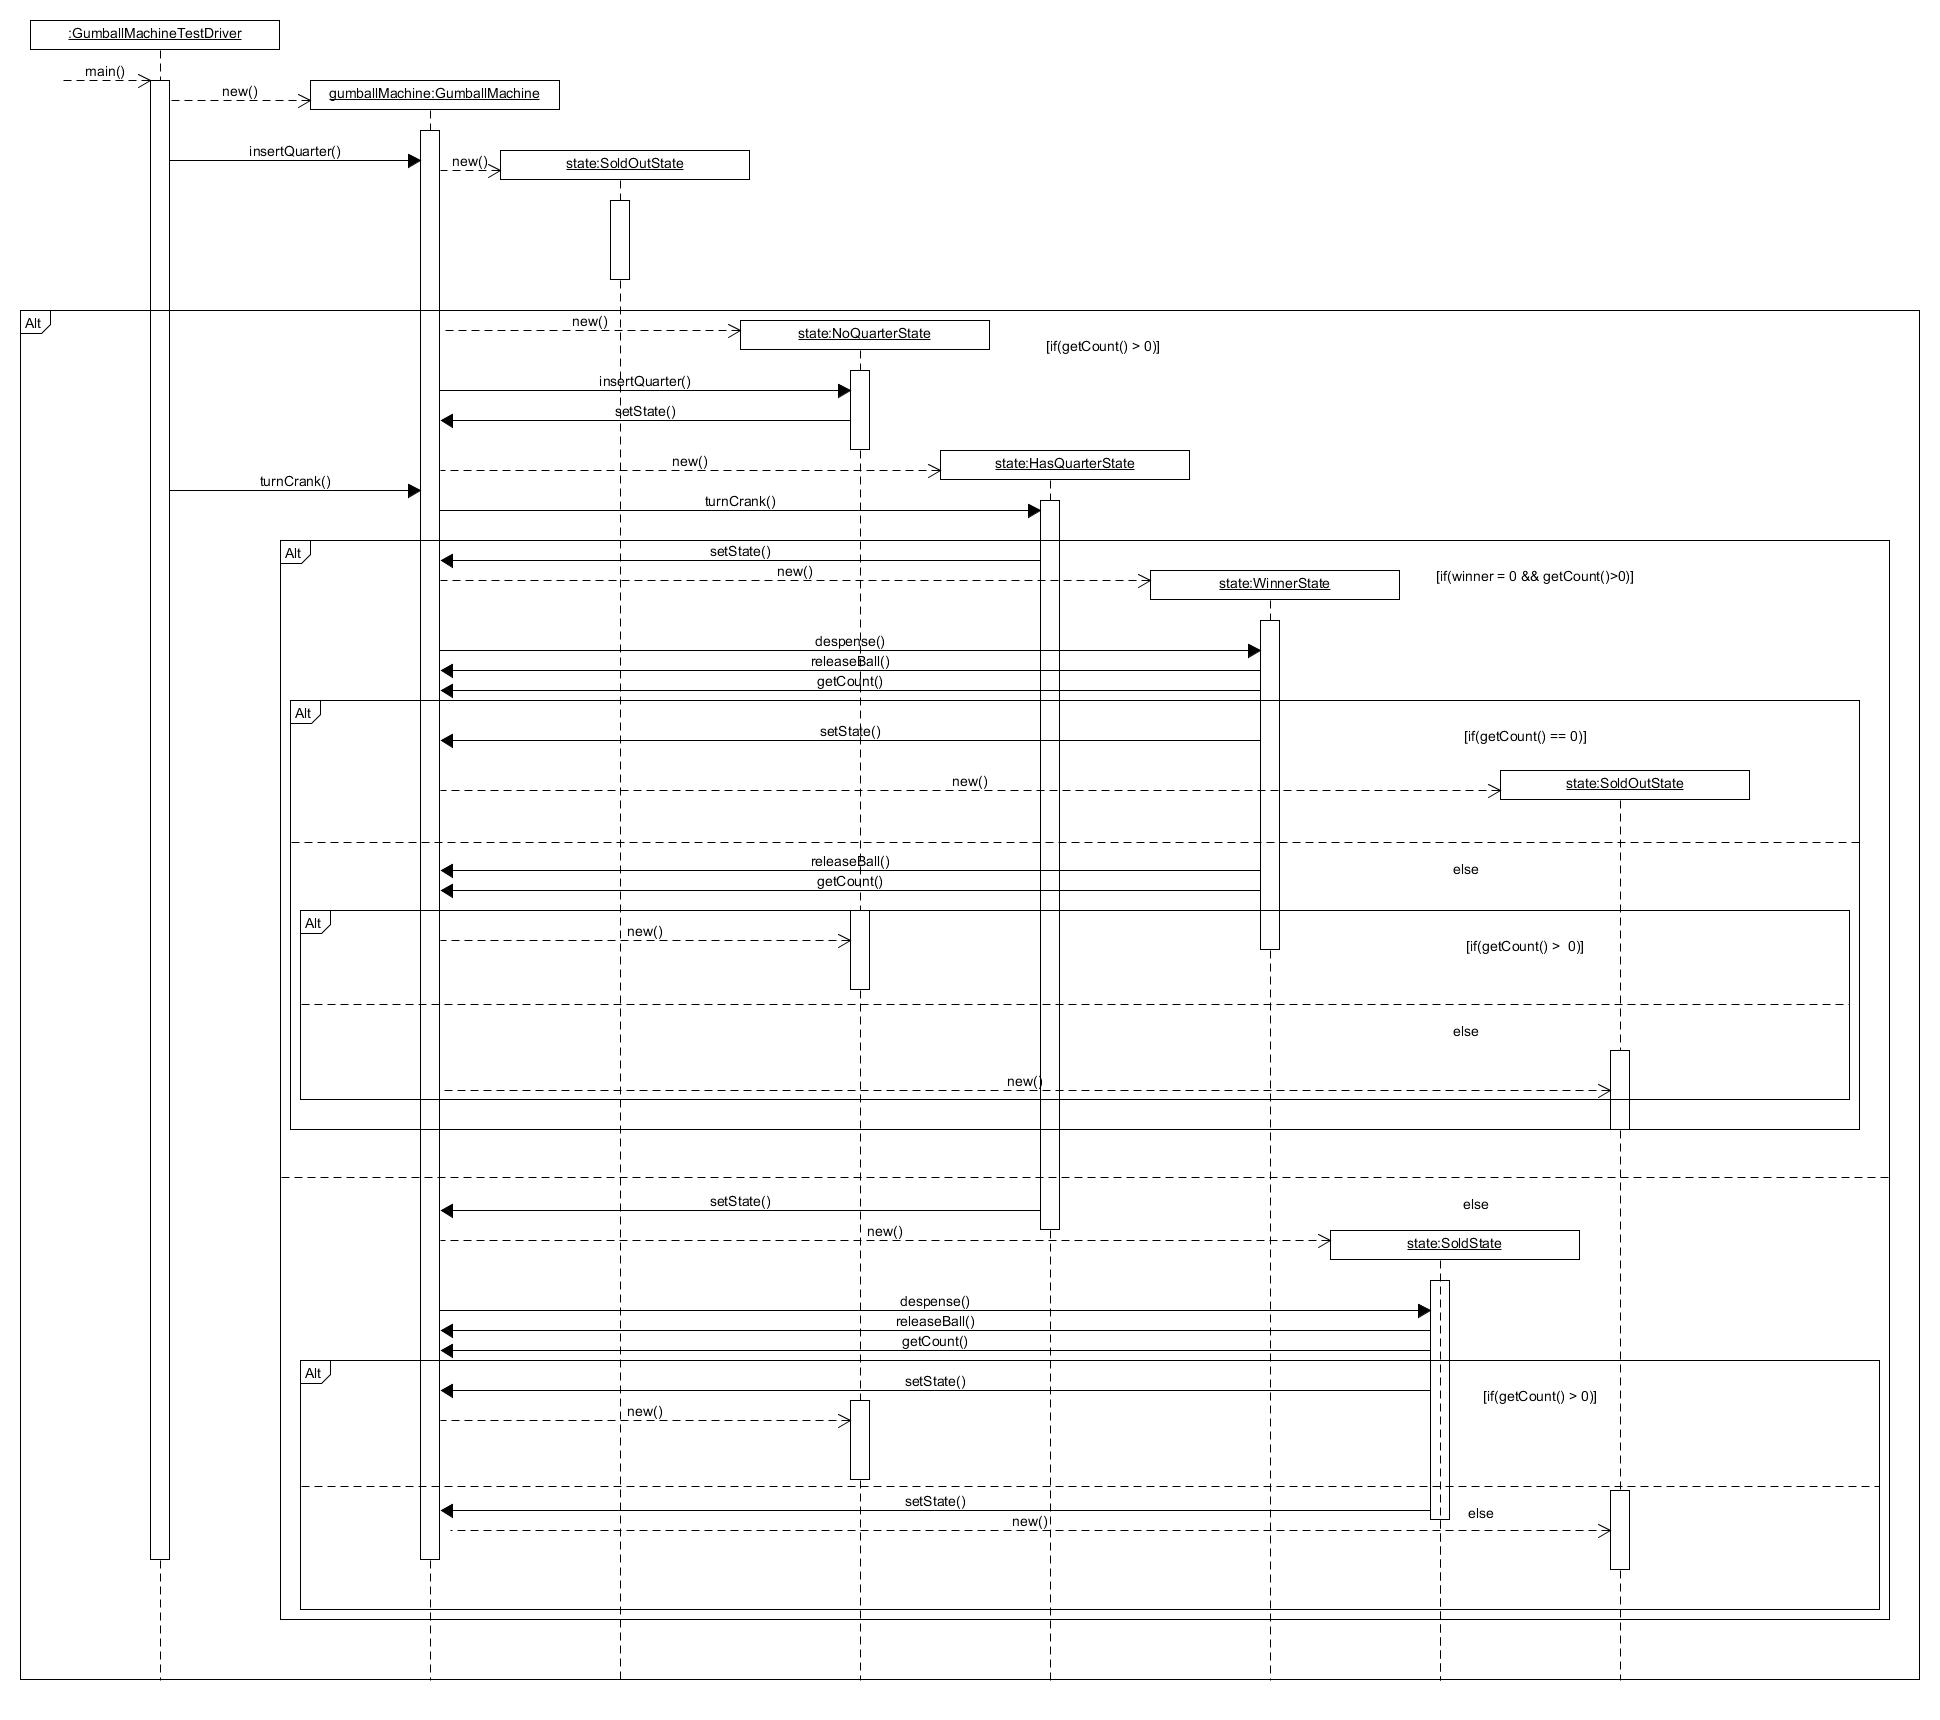 :GumballMachineTestDriver
main()
new()
gumballMachine:GumballMachine
insertQuarter()
new()
state:SoldOutState
Alt
new()
state:NoQuarterState
[if(getCount() > 0)]
insertQuarter()
setState()
new()
state:HasQuarterState
turnCrank()
turnCrank()
Alt
setState()
new()
state:WinnerState
[if(winner = 0 && getCount()>0)]
despense()
releaseBall()
getCount()
Alt
setState()
[if(getCount() == 0)]
new()
state:SoldOutState
releaseBall()
else
getCount()
Alt
new()
[if(getCount() >  0)]
else
new()
setState()
else
new()
state:SoldState
despense()
releaseBall()
getCount()
Alt
setState()
[if(getCount() > 0)]
new()
setState()
else
new()